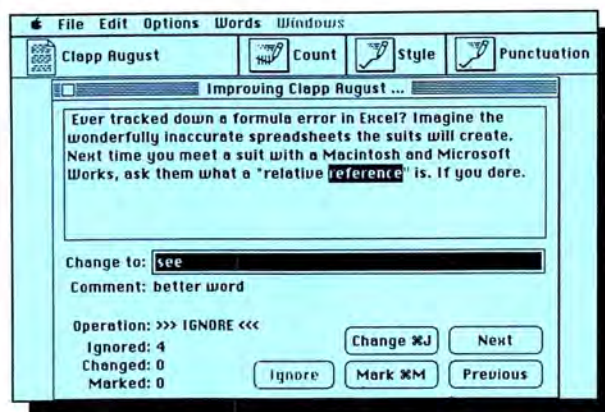 File Edit Options Words Windows
Clapp August Count Style Punctuation
Improving Clapp August ...
Ever tracked down a formula error in Excel? Imagine the
wonderfully inaccurate spreadsheets the suits will create.
Next time you meet a suit with a Macintosh and Microsoft
Works, ask them what a "relative reference" is. If you dare.
Change to: see
Comment: better word
Operation: >>> IGNORE <<<
Ignored: 4
Changed: 0
Marked: 0
Change ⌘J Next
Ignore Mark ⌘M Previous